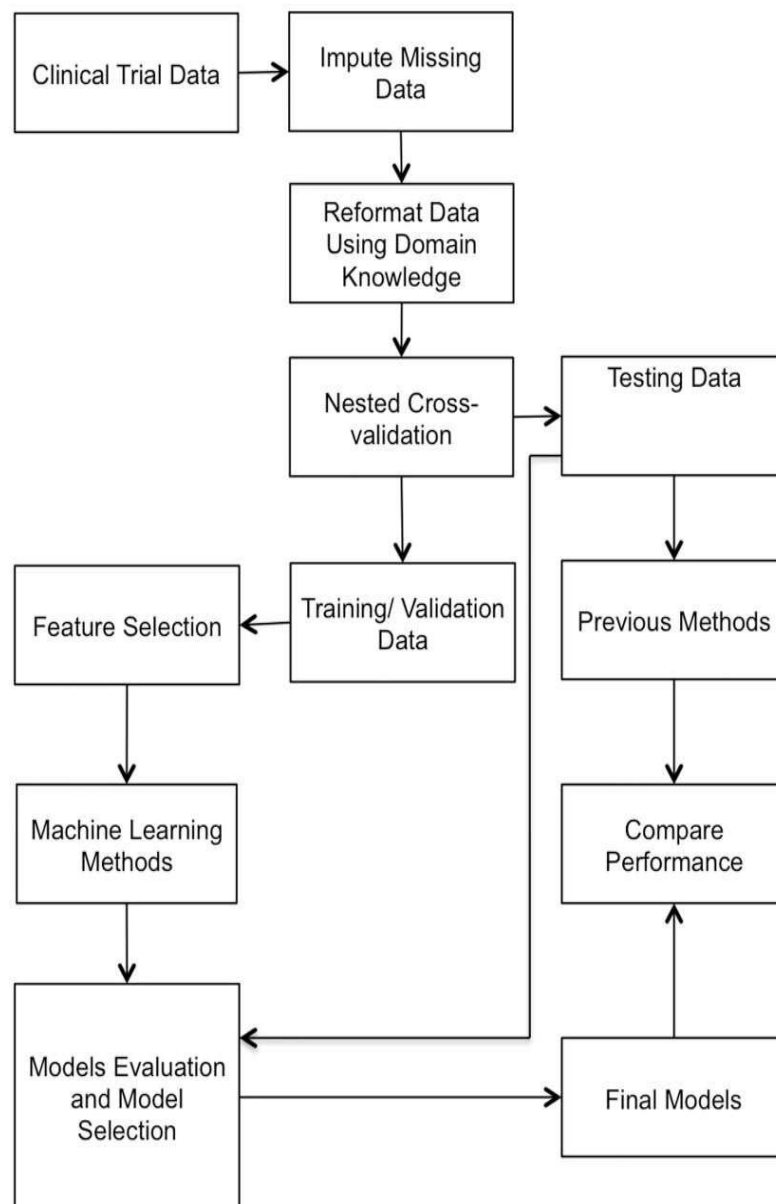 Clinical Trial Data
Impute Missing
Data
Reformat Data
Using Domain
Knowledge
Nested Cross-
validation
Testing Data
Training/ Validation
Data
Feature Selection
Previous Methods
Machine Learning
Methods
Compare
Performance
Models Evaluation
and Model
Selection
Final Models